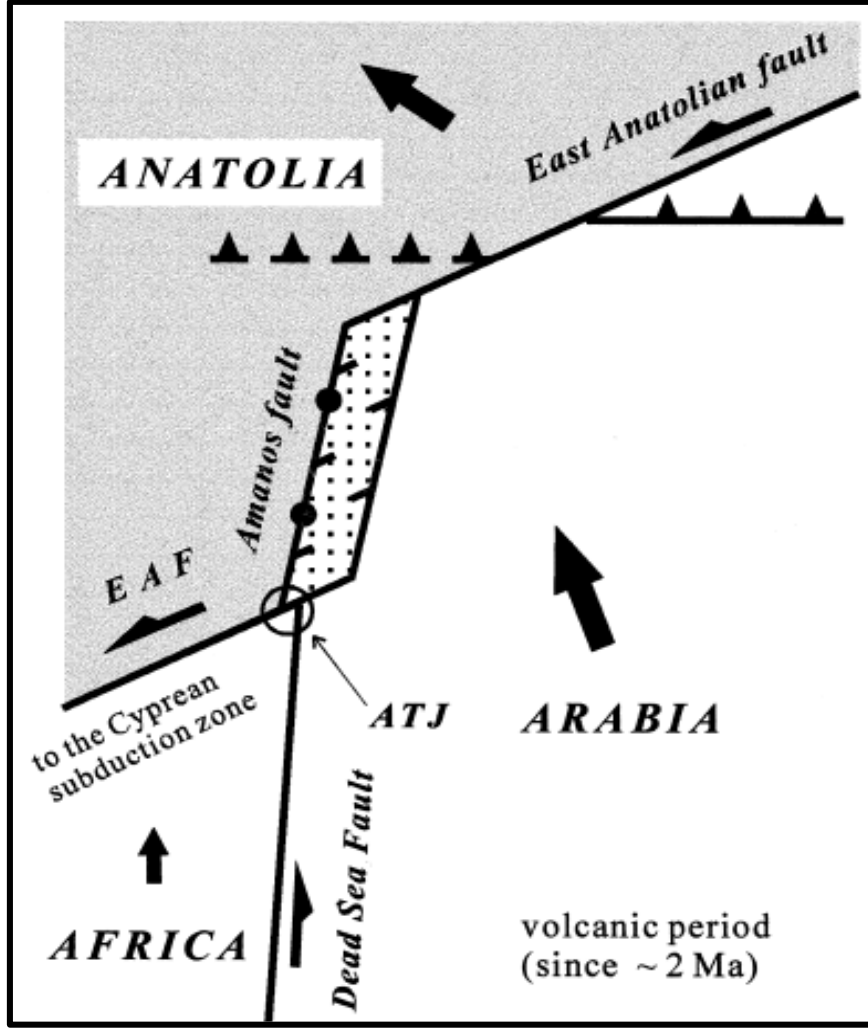 East Anatolian fault
ANATOLIA
Amanos fault
EAF
to the Cyprean
subduction zone
ATJ
ARABIA
Dead Sea Fault
AFRICA
volcanic period
(since ~2 Ma)